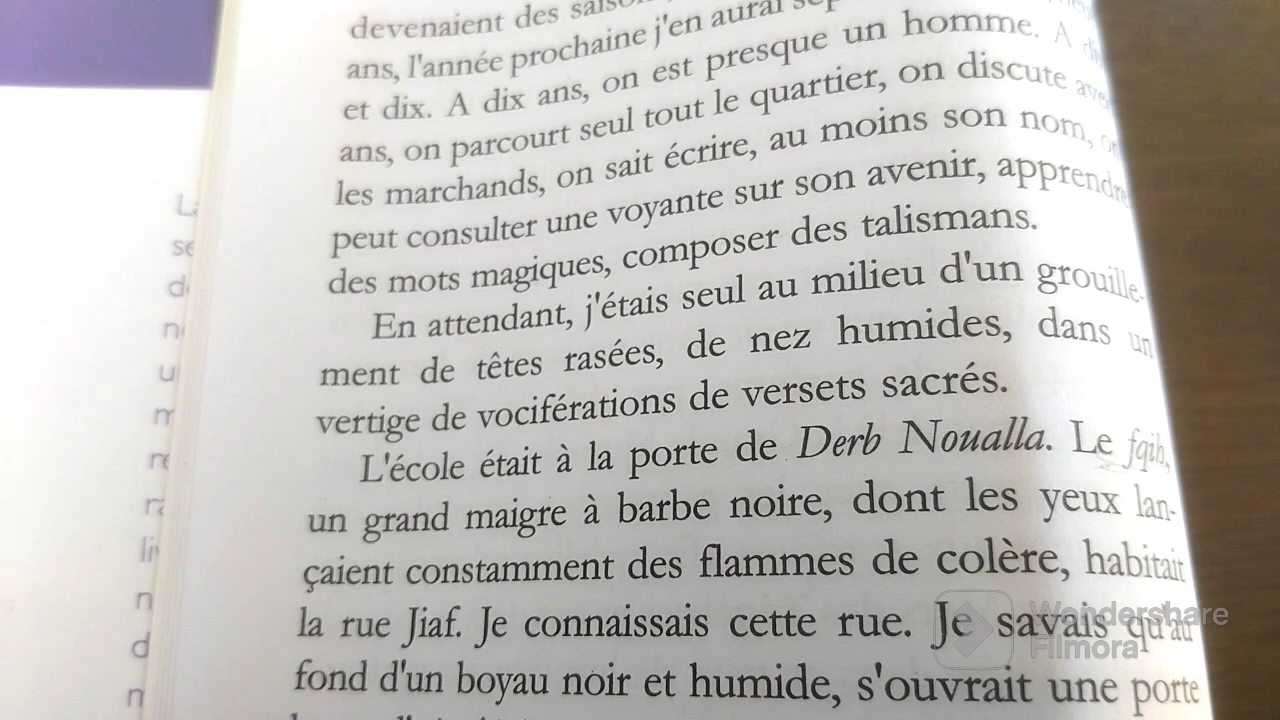 devenaient des
ans, l'année prochaine j'en aurai
et dix. A dix ans, on est presque un homme. A
ans, on parcourt seul tout le quartier, on discute avec
les marchands, on sait écrire, au moins son nom, on
peut consulter une voyante sur son avenir, apprendre
des mots magiques, composer des talismans.
En attendant, j'étais seul au milieu d'un grouille-
ment de têtes rasées, de nez humides, dans un
vertige de vociférations de versets sacrés.
L'école était à la porte de Derb Noualla. Le fqih,
un grand maigre à barbe noire, dont les yeux lan-
çaient constamment des flammes de colère, habitait
la rue Jiaf. Je connaissais cette rue. Je savais qu'au
fond d'un boyau noir et humide, s'ouvrait une porte
Wondershare
Filmora